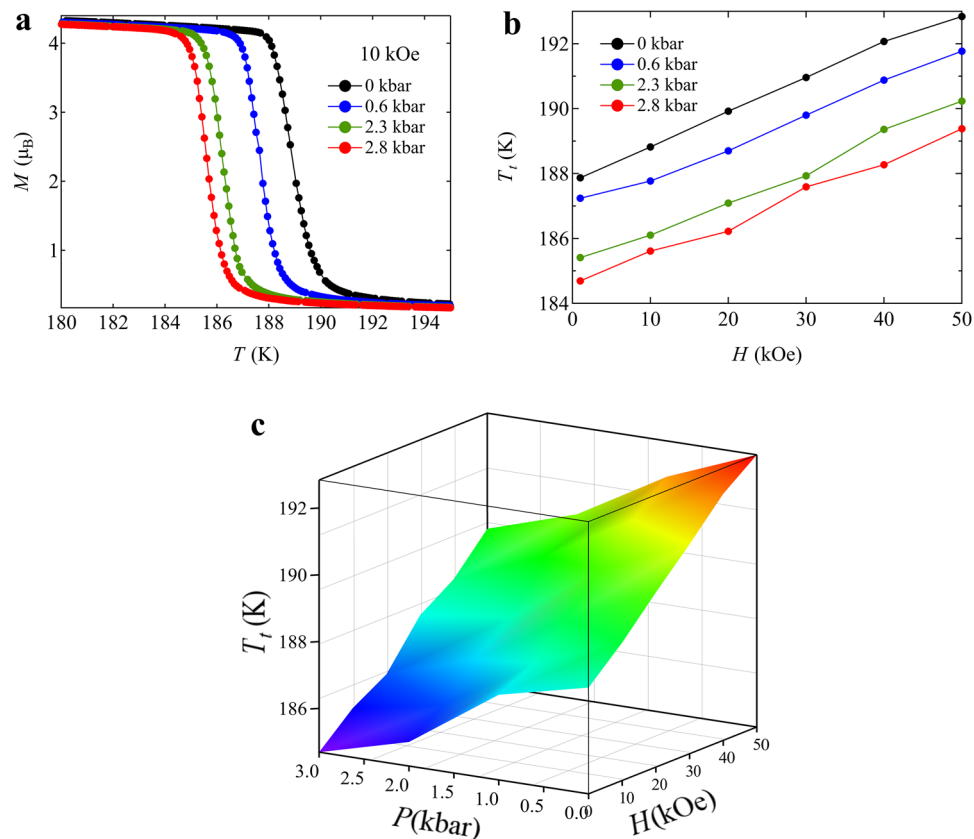 a
10 kOe
0 kbar
0.6 kbar
2.3 kbar
2.8 kbar
M (μB)
4
3
2
1
180 182 184 186 188 190 192 194
T (K)
b
0 kbar
0.6 kbar
2.3 kbar
2.8 kbar
Tt (K)
192
190
188
186
184
0 10 20 30 40 50
H (kOe)
c
Tt (K)
192
190
188
186
3.0 2.5 2.0 1.5 1.0 0.5 0.0
P(kbar)
0 10 20 30 40 50
H(kOe)